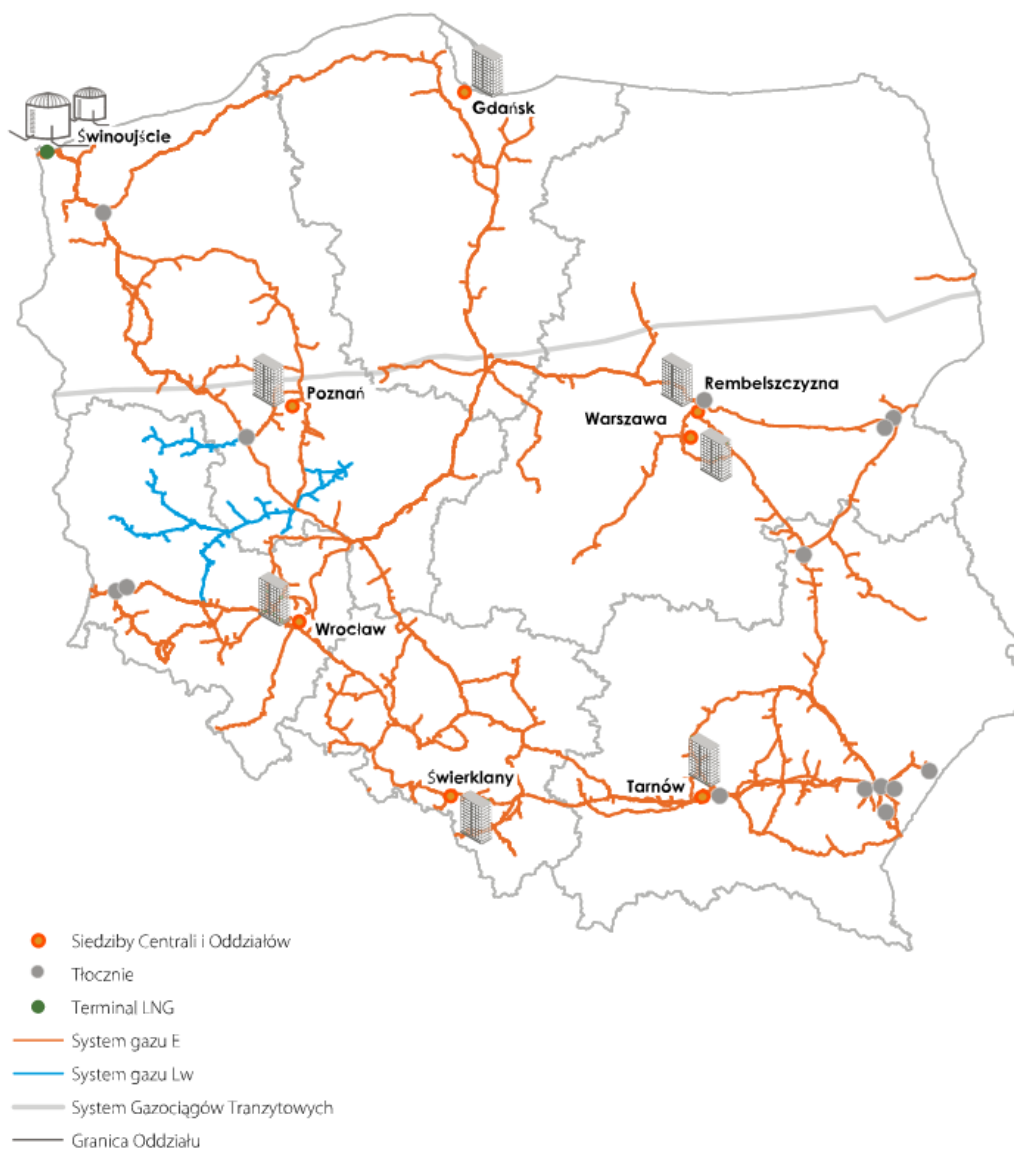 Gdańsk
Świnoujście
Poznań
Rembelszczyzna
Warszawa
Wrocław
Świerklany
Tarnów
Siedziby Centrali i Oddziałów
Tłocznie
Terminal LNG
System gazu E
System gazu Lw
System Gazociągów Tranzytowych
Granica Oddziału